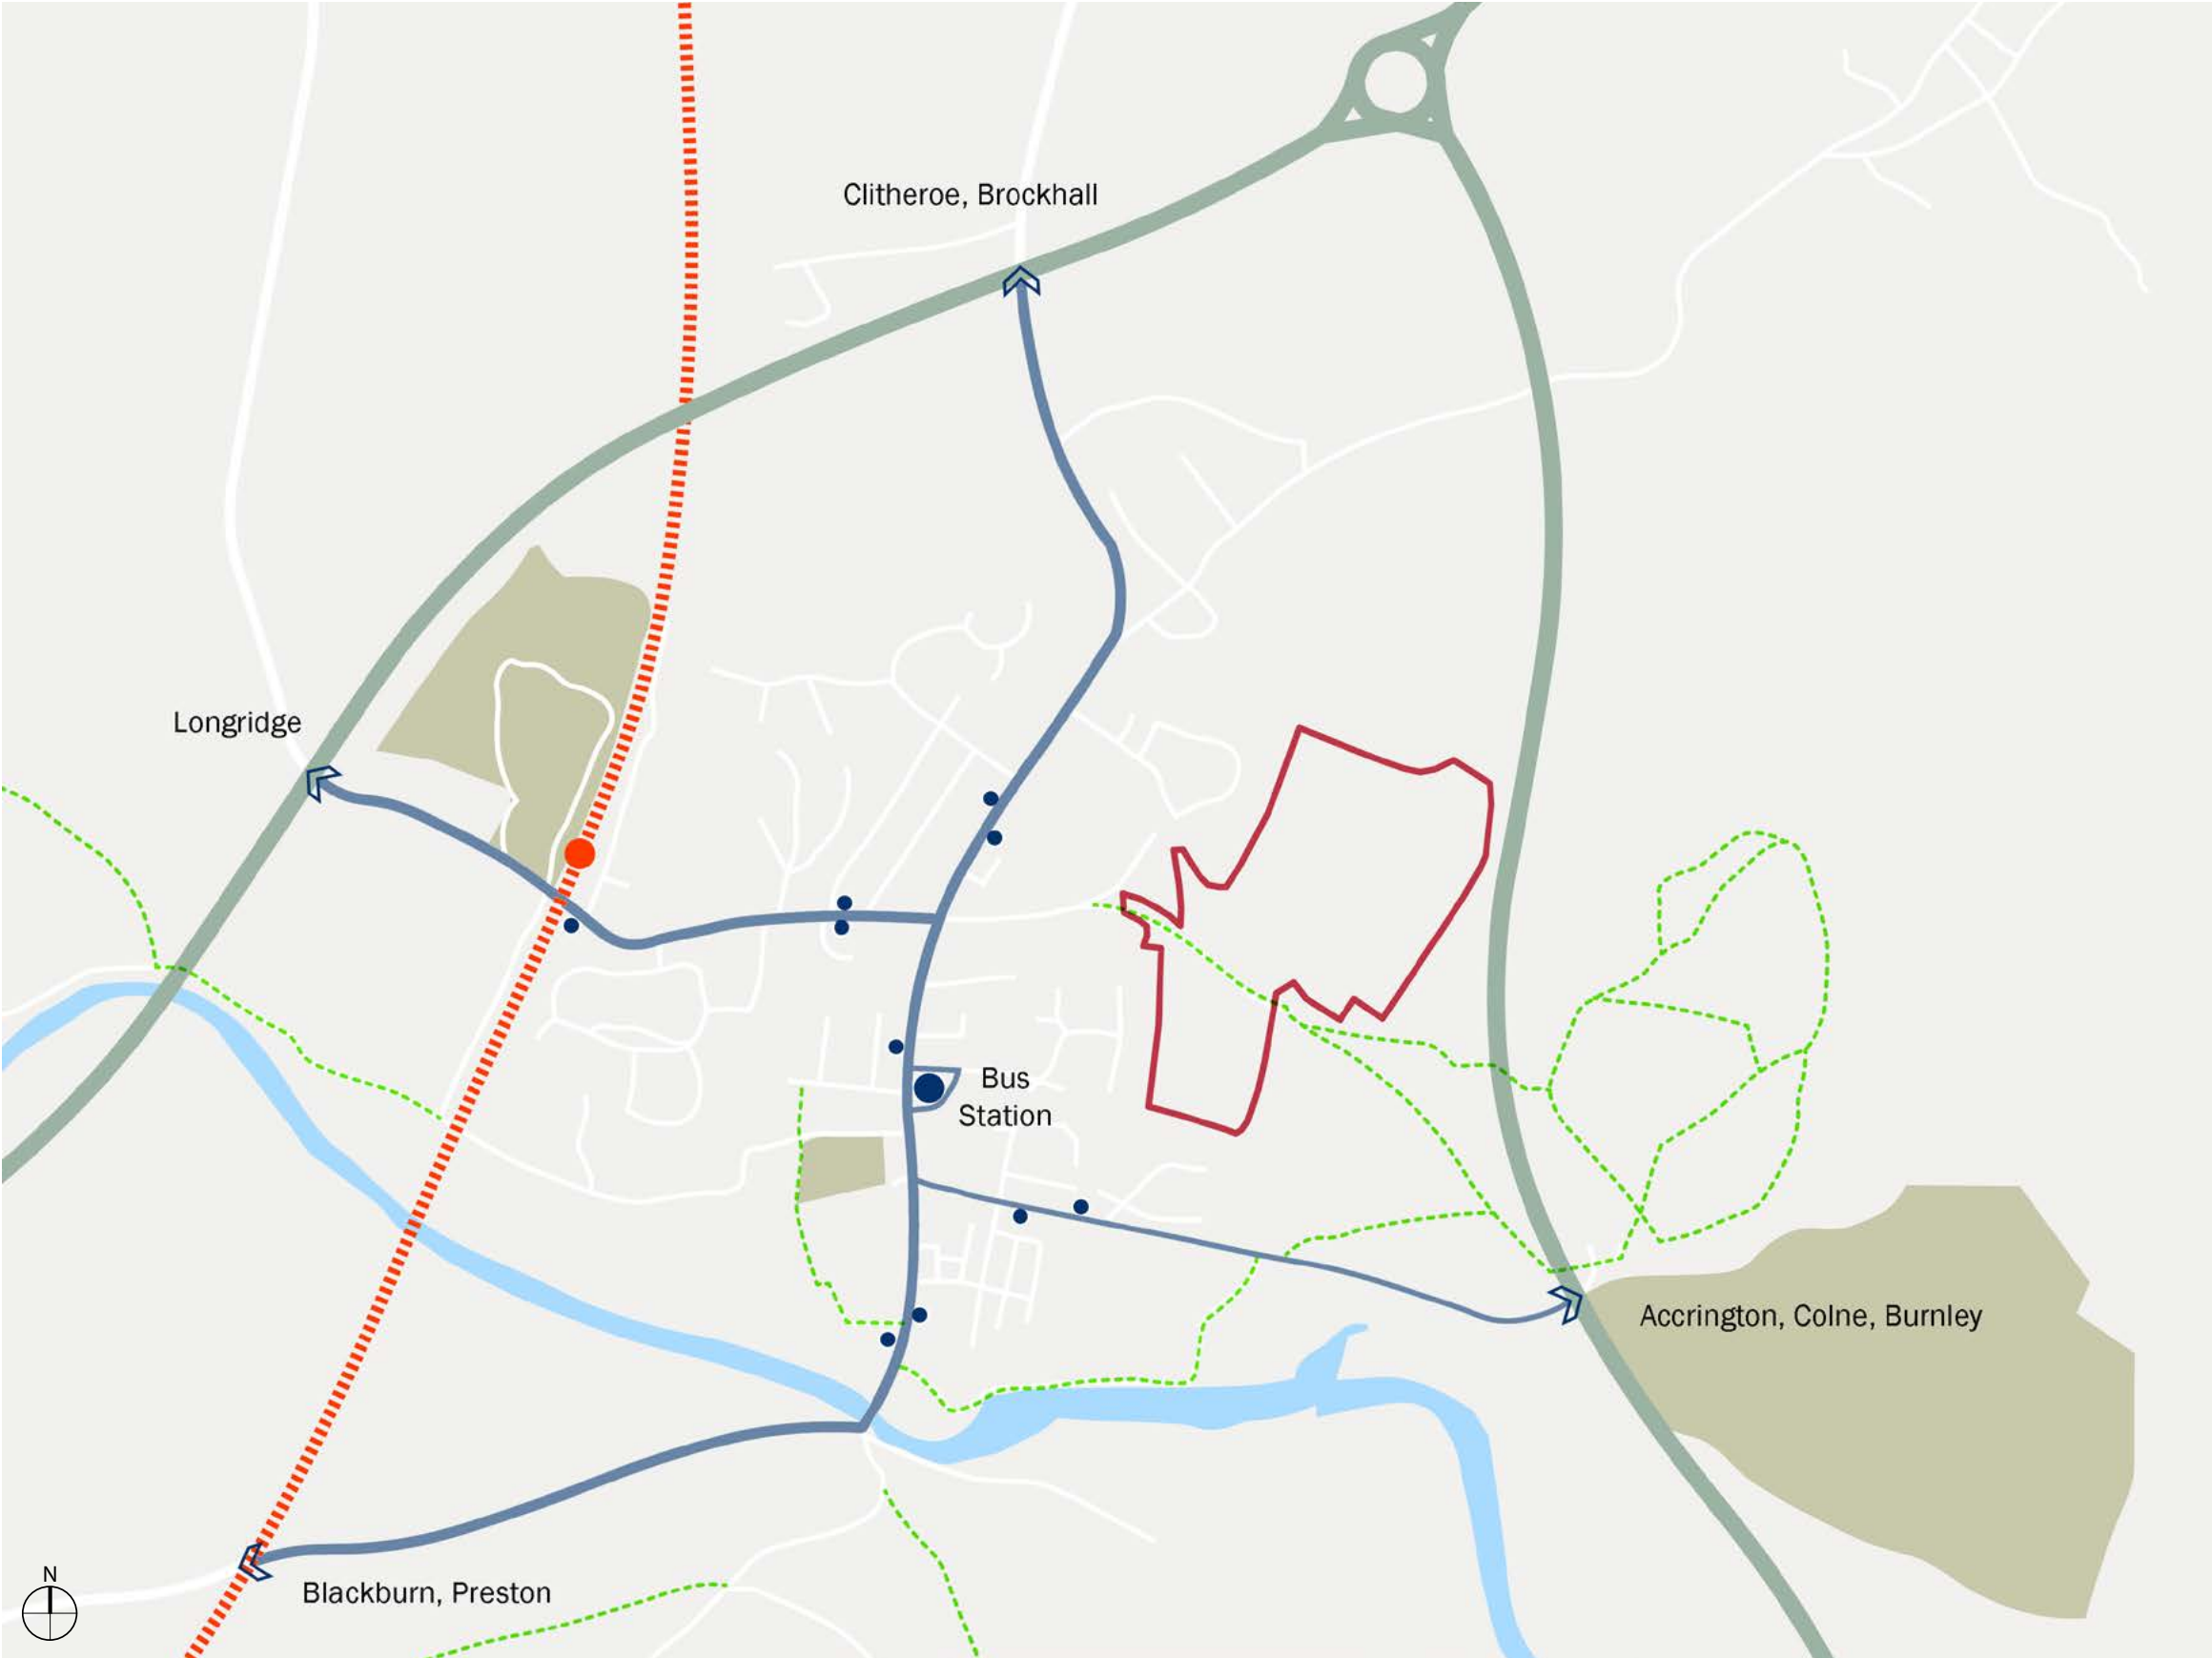 Clitheroe, Brockhall
Longridge
Bus
Station
Accrington, Colne, Burnley
N
Blackburn, Preston